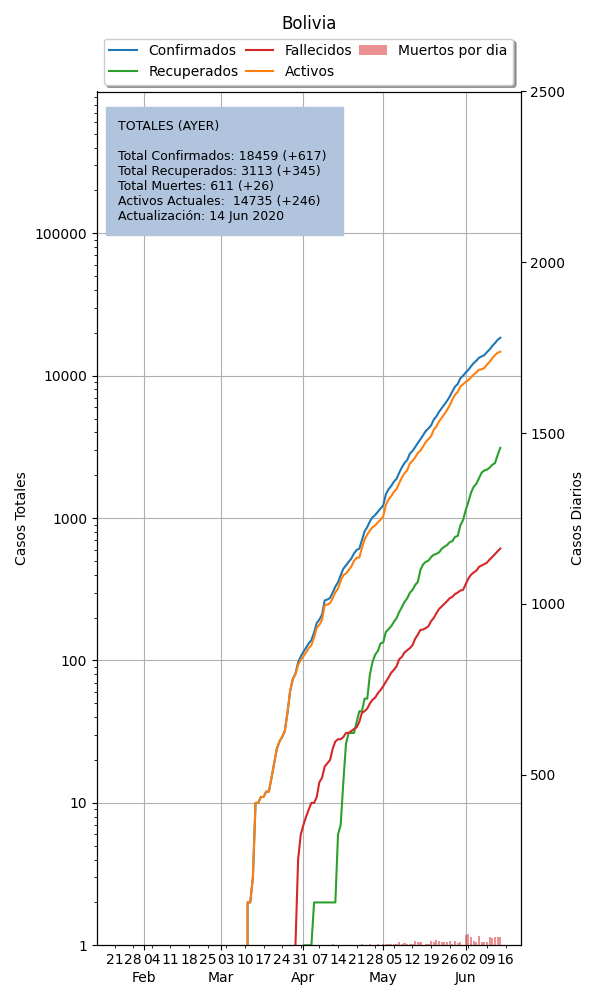 Bolivia
Confirmados
Recuperados
Fallecidos
Activos
Muertos por dia
TOTALES (AYER)
Total Confirmados: 18459 (+617)
Total Recuperados: 3113 (+345)
Total Muertes: 611 (+26)
Activos Actuales:  14735 (+246)
Actualización: 14 Jun 2020
Casos Totales
100000
10000
1000
100
10
1
Casos Diarios
2500
2000
1500
1000
500
21 28 04 11 18 25 03 10 17 24 31 07 14 21 28 05 12 19 26 02 09 16
Feb Mar Apr May Jun